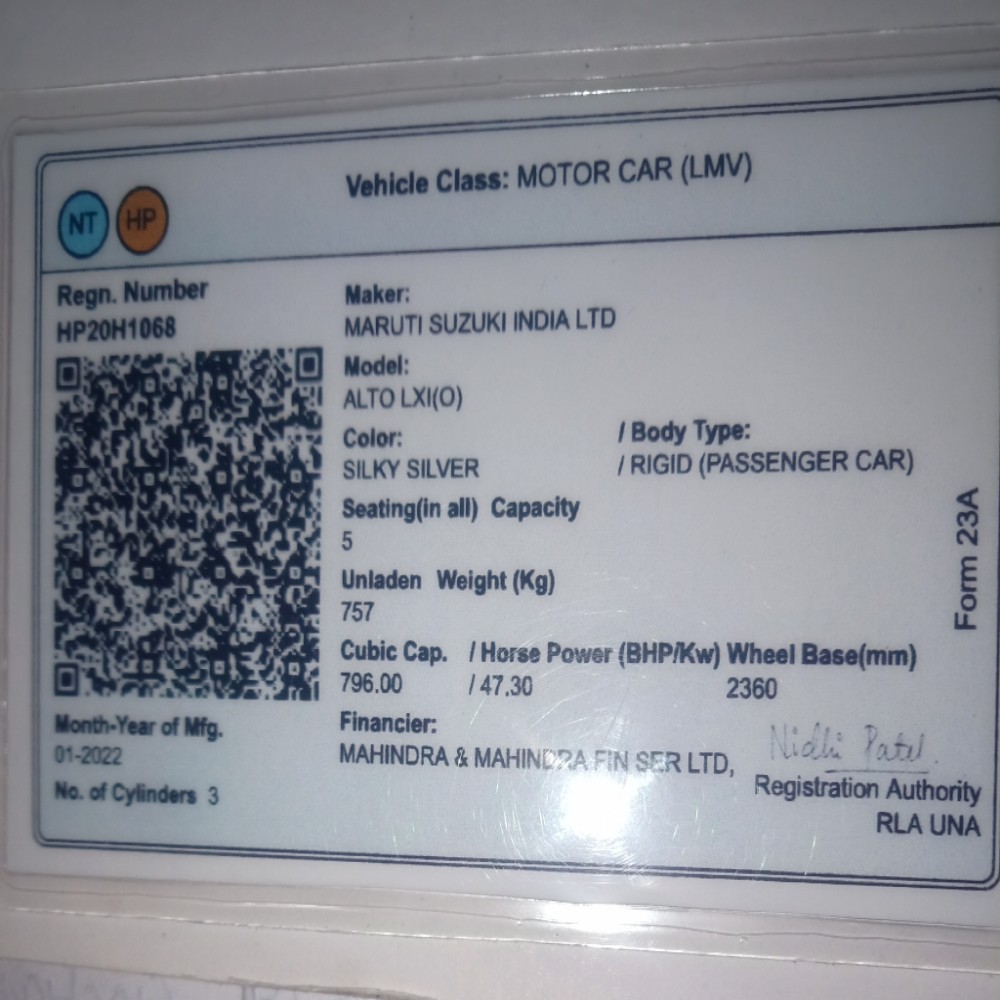 Vehicle Class: MOTOR CAR (LMV)
NT HP
Regn. Number
HP20H1068
Maker:
MARUTI SUZUKI INDIA LTD
Model:
ALTO LXI(O)
Color:
/ Body Type:
SILKY SILVER
/ RIGID (PASSENGER CAR)
Seating(in all) Capacity
5
Unladen Weight (Kg)
757
Cubic Cap. / Horse Power (BHP/Kw) Wheel Base(mm)
796.00 / 47.30 2360
Month-Year of Mfg.
01-2022
No. of Cylinders 3
Financier:
MAHINDRA & MAHINDRA FIN SER LTD,
Nidhi Patel.
Registration Authority
RLA UNA
Form 23A